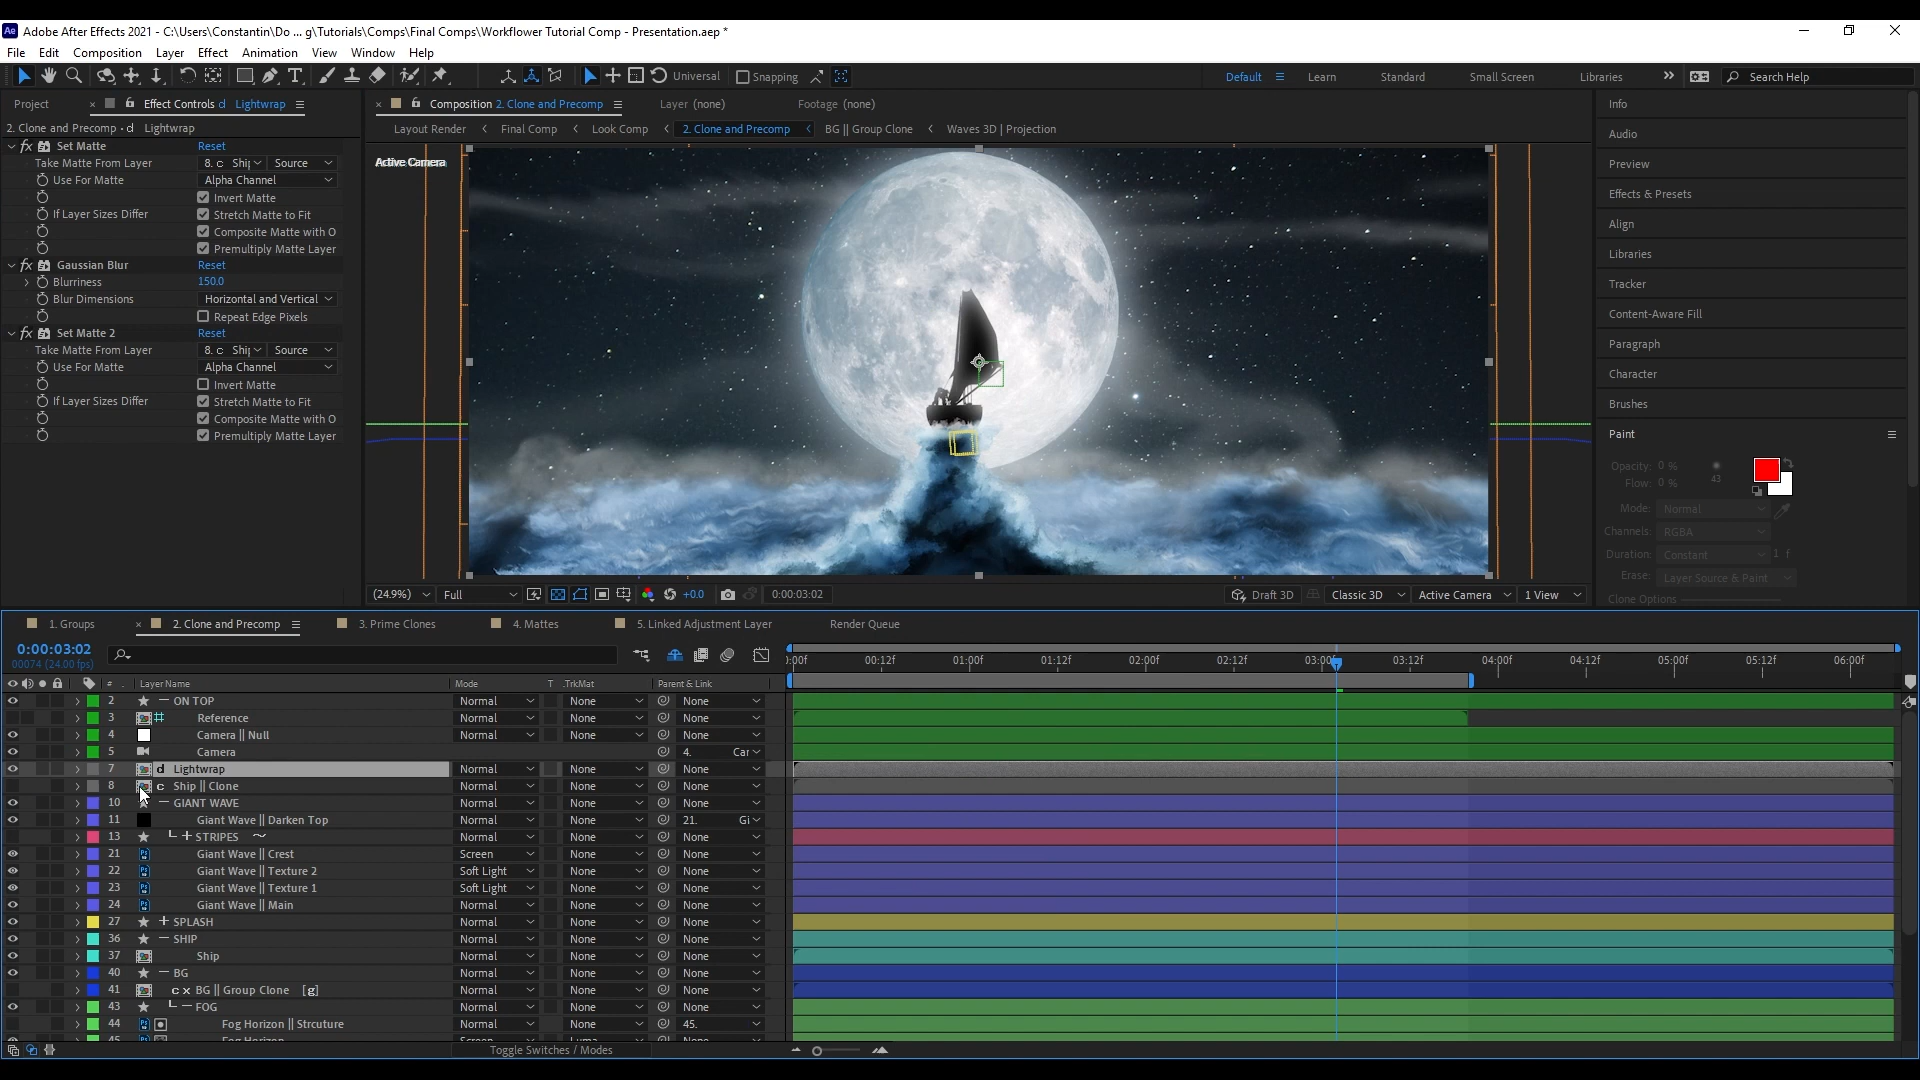 Ae Adobe After Effects 2021 - C:\Users\Constantin\Do ... g\Tutorials\Comps\Final Comps\Workflower Tutorial Comp - Presentation.aep *
File Edit Composition Layer Effect Animation View Window Help
Universal Snapping Default Learn Standard Small Screen Libraries Search Help
Project Effect Controls d Lightwrap
2. Clone and Precomp • d Lightwrap
fx Set Matte Reset
Take Matte From Layer 8. c Shi Source
Use For Matte Alpha Channel
Invert Matte
If Layer Sizes Differ Stretch Matte to Fit
Composite Matte with O
Premultiply Matte Layer
fx Gaussian Blur Reset
Blurriness 150.0
Blur Dimensions Horizontal and Vertical
Repeat Edge Pixels
fx Set Matte 2 Reset
Take Matte From Layer 8. c Shi Source
Use For Matte Alpha Channel
Invert Matte
If Layer Sizes Differ Stretch Matte to Fit
Composite Matte with O
Premultiply Matte Layer
Composition 2. Clone and Precomp Layer (none) Footage (none)
Layout Render Final Comp Look Comp 2. Clone and Precomp BG || Group Clone Waves 3D | Projection
Active Camera
(24.9%) Full +0.0 0:00:03:02 Draft 3D Classic 3D Active Camera 1 View
Info
Audio
Preview
Effects & Presets
Align
Libraries
Tracker
Content-Aware Fill
Paragraph
Character
Brushes
Paint
Opacity: 0 %
Flow: 0 % 43
Mode: Normal
Channels: RGBA
Duration: Constant 1 f
Erase: Layer Source & Paint
Clone Options
1. Groups 2. Clone and Precomp 3. Prime Clones 4. Mattes 5. Linked Adjustment Layer Render Queue
0:00:03:02
00074 (24.00 fps)
:00f 00:12f 01:00f 01:12f 02:00f 02:12f 03:00f 03:12f 04:00f 04:12f 05:00f 05:12f 06:00f
# Layer Name Mode T .TrkMat Parent & Link
2 ON TOP Normal None None
3 Reference Normal None None
4 Camera || Null Normal None None
5 Camera 4. Car
7 d Lightwrap Normal None None
8 c Ship || Clone Normal None None
10 GIANT WAVE Normal None None
11 Giant Wave || Darken Top Normal None 21. Gi
13 STRIPES Normal None None
21 Giant Wave || Crest Screen None None
22 Giant Wave || Texture 2 Soft Light None None
23 Giant Wave || Texture 1 Soft Light None None
24 Giant Wave || Main Normal None None
27 SPLASH Normal None None
36 SHIP Normal None None
37 Ship Normal None None
40 BG Normal None None
41 c x BG || Group Clone [g] Normal None None
43 FOG Normal None None
44 Fog Horizon || Strcuture Normal None 45.
45 Fog Horizon Screen Luma None
Toggle Switches / Modes